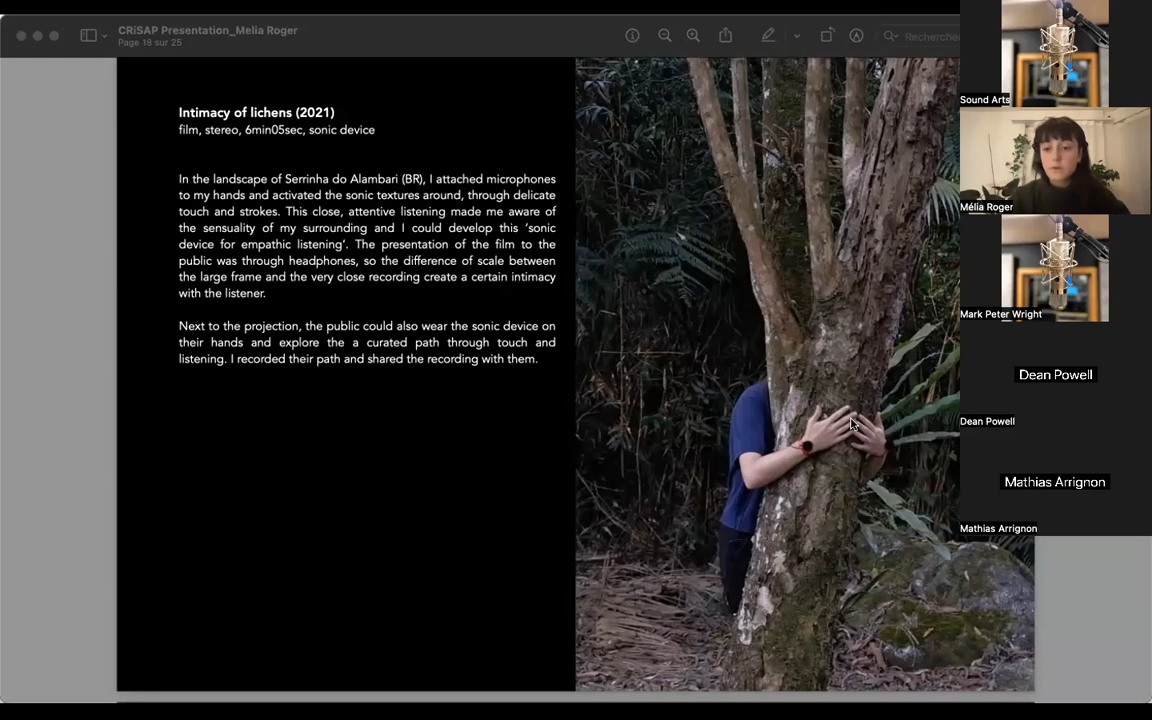 CRiSAP Presentation_Melia Roger
Page 18 sur 25
Recherche
Intimacy of lichens (2021)
film, stereo, 6min05sec, sonic device
In the landscape of Serrinha do Alambari (BR), I attached microphones
to my hands and activated the sonic textures around, through delicate
touch and strokes. This close, attentive listening made me aware of
the sensuality of my surrounding and I could develop this ‘sonic
device for empathic listening’. The presentation of the film to the
public was through headphones, so the difference of scale between
the large frame and the very close recording create a certain intimacy
with the listener.
Next to the projection, the public could also wear the sonic device on
their hands and explore the a curated path through touch and
listening. I recorded their path and shared the recording with them.
Sound Arts
Mélia Roger
Mark Peter Wright
Dean Powell
Dean Powell
Mathias Arrignon
Mathias Arrignon